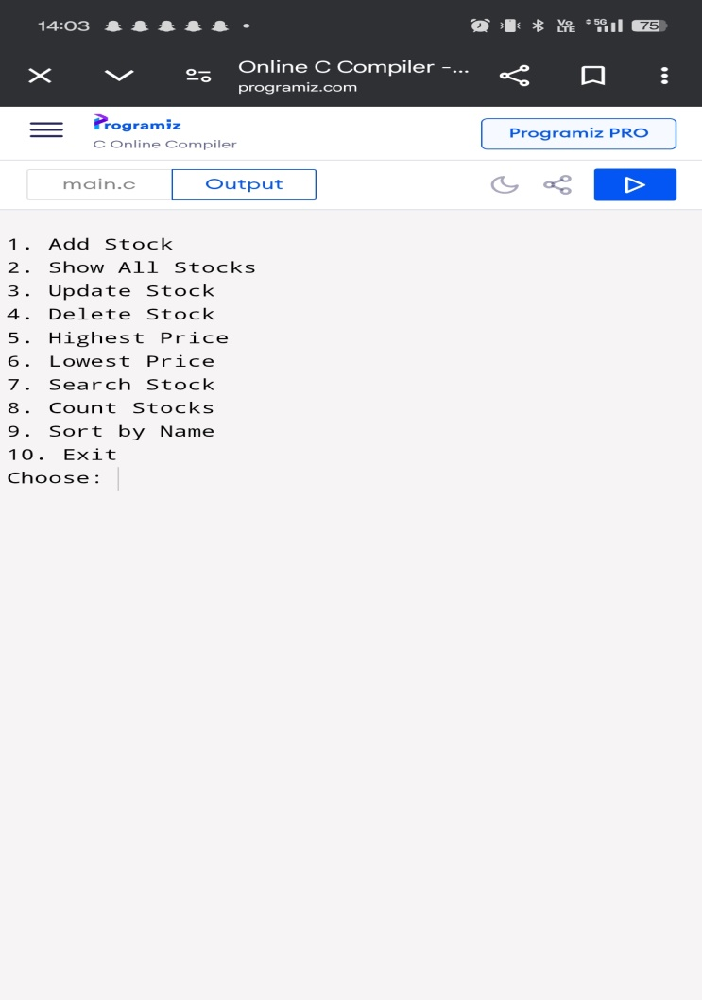 14:03 Vo LTE 5G 75
Online C Compiler -...
programiz.com
Programiz
C Online Compiler
Programiz PRO
main.c Output
1. Add Stock
2. Show All Stocks
3. Update Stock
4. Delete Stock
5. Highest Price
6. Lowest Price
7. Search Stock
8. Count Stocks
9. Sort by Name
10. Exit
Choose: